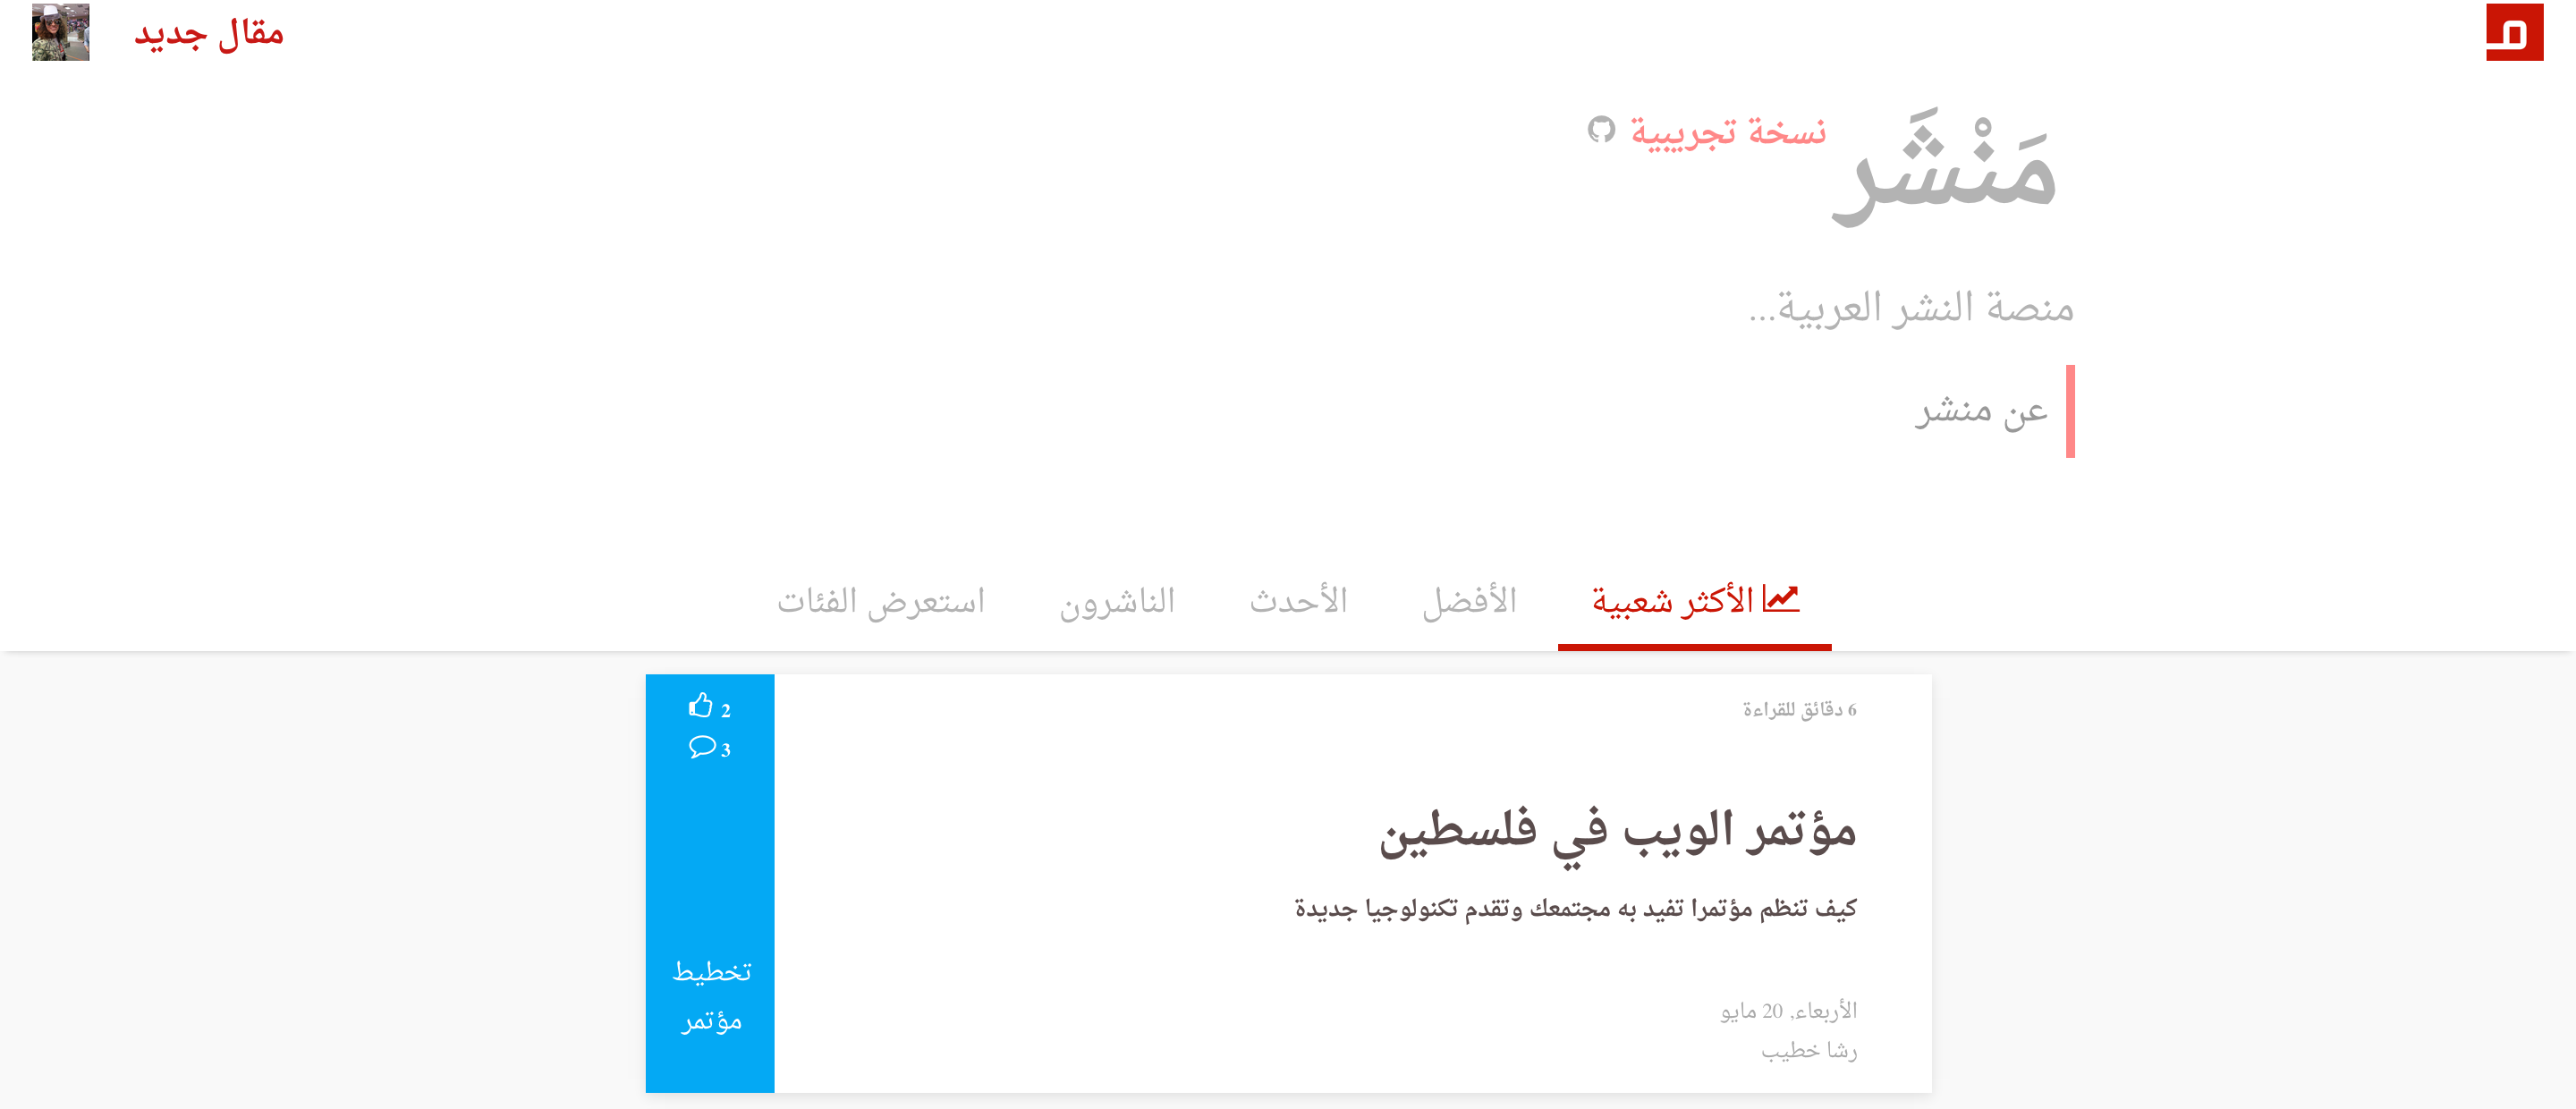 مـ
مقال جديد
مَنْشَر نسخة تجريبية
منصة النشر العربية...
عن منشر
الأكثر شعبية
الأفضل
الأحدث
الناشرون
استعرض الفئات
6 دقائق للقراءة
مؤتمر الويب في فلسطين
كيف تنظم مؤتمرا تفيد به مجتمعك وتقدم تكنولوجيا جديدة
الأربعاء, 20 مايو
رشا خطيب
2
3
تخطيط
مؤتمر